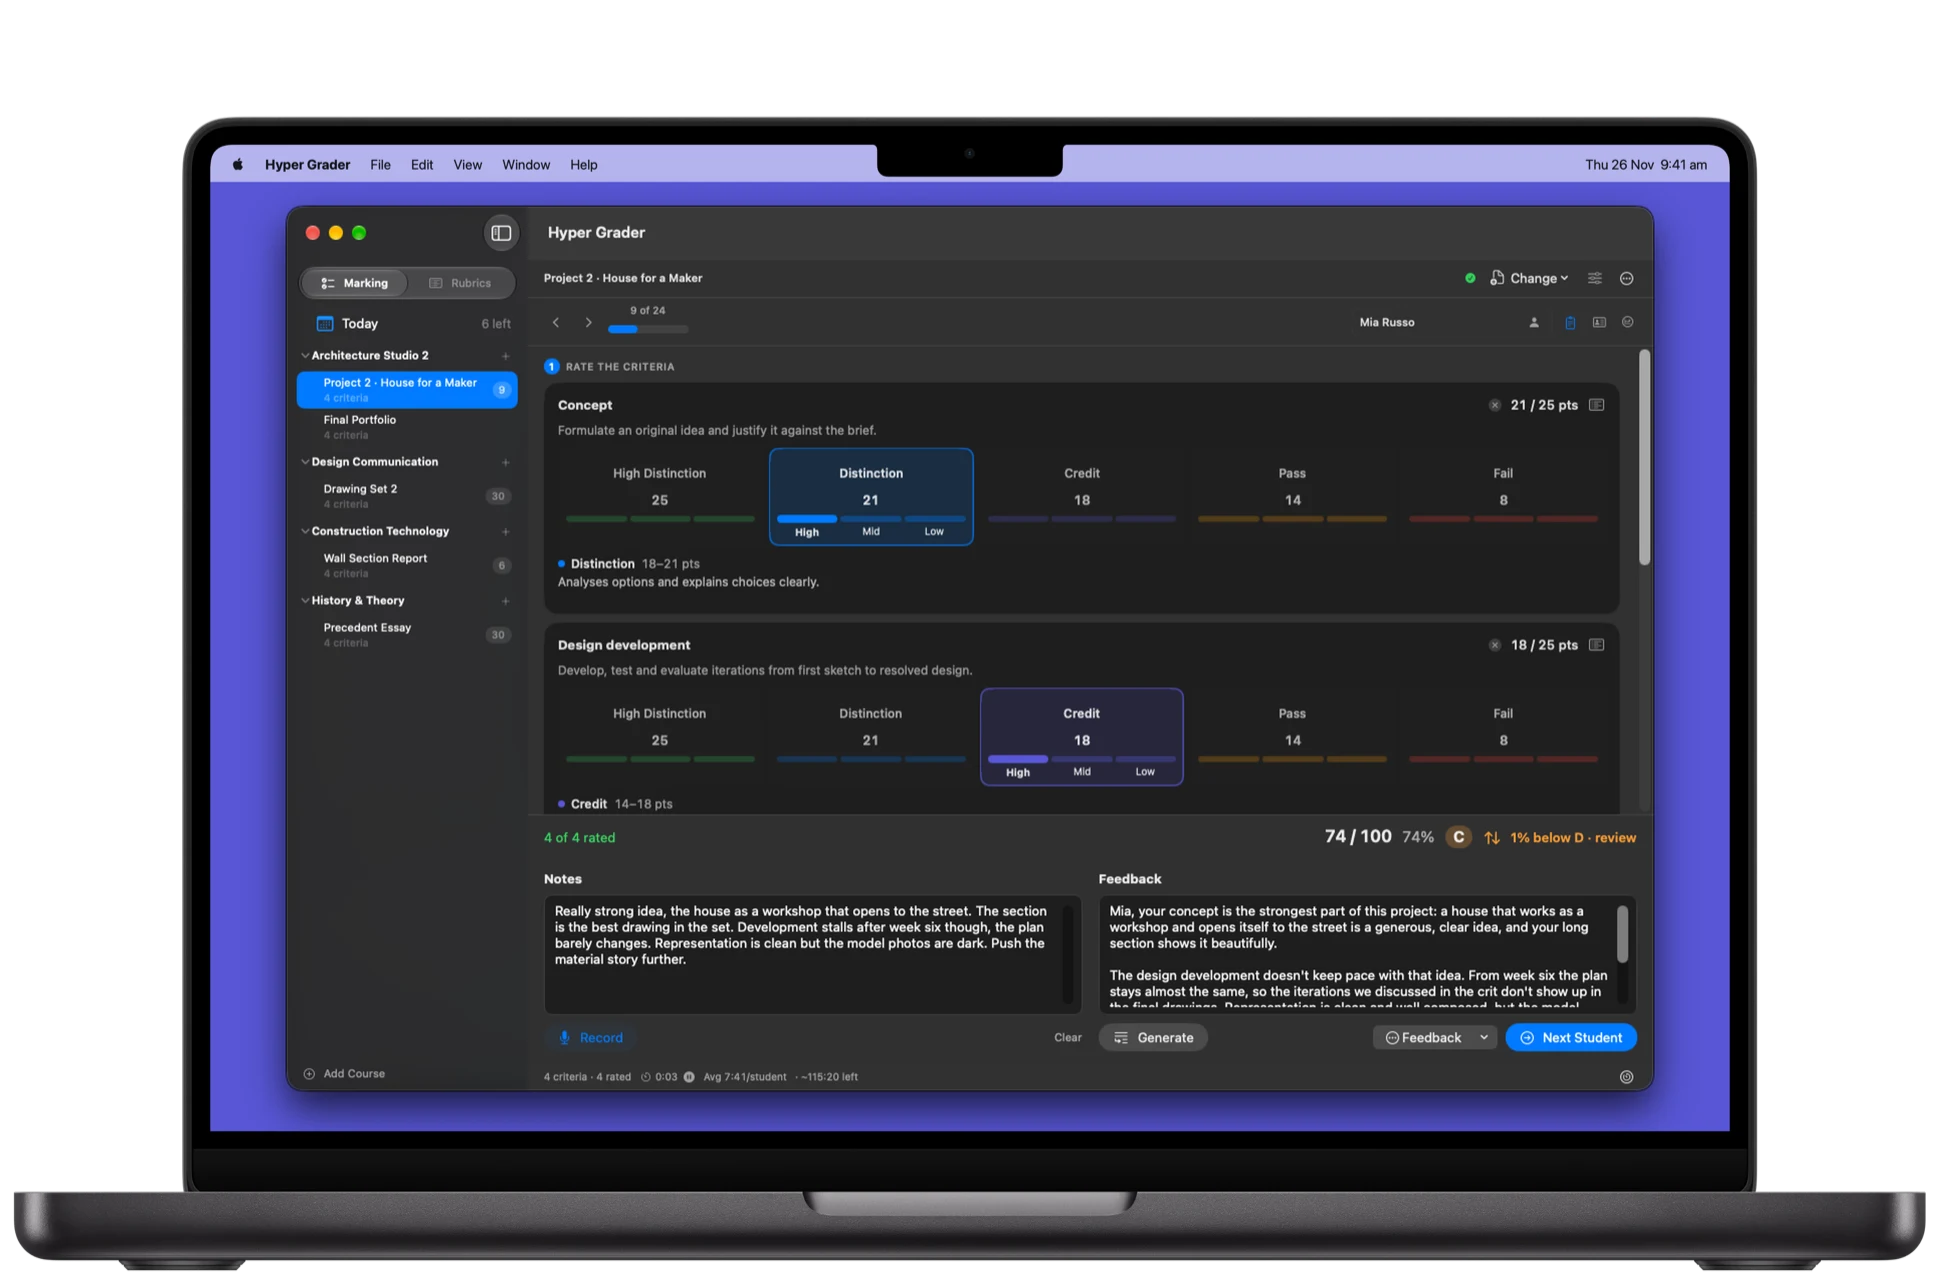 Hyper Grader File Edit View Window Help
Thu 26 Nov 9:41 am
Hyper Grader
Marking
Rubrics
Today
6 left
Architecture Studio 2
Project 2 · House for a Maker
4 criteria
9
Final Portfolio
4 criteria
Design Communication
Drawing Set 2
4 criteria
30
Construction Technology
Wall Section Report
4 criteria
6
History & Theory
Precedent Essay
4 criteria
30
Add Course
Project 2 · House for a Maker
Change
9 of 24
Mia Russo
1 RATE THE CRITERIA
Concept
21 / 25 pts
Formulate an original idea and justify it against the brief.
High Distinction
25
Distinction
21
High Mid Low
Credit
18
Pass
14
Fail
8
Distinction 18–21 pts
Analyses options and explains choices clearly.
Design development
18 / 25 pts
Develop, test and evaluate iterations from first sketch to resolved design.
High Distinction
25
Distinction
21
Credit
18
High Mid Low
Pass
14
Fail
8
Credit 14–18 pts
4 of 4 rated
74 / 100 74% C 1% below D · review
Notes
Really strong idea, the house as a workshop that opens to the street. The section
is the best drawing in the set. Development stalls after week six though, the plan
barely changes. Representation is clean but the model photos are dark. Push the
material story further.
Record
Clear
Feedback
Mia, your concept is the strongest part of this project: a house that works as a
workshop and opens itself to the street is a generous, clear idea, and your long
section shows it beautifully.
The design development doesn't keep pace with that idea. From week six the plan
stays almost the same, so the iterations we discussed in the crit don't show up in
the final drawings. Representation is clean and well composed, but the model
Generate
Feedback
Next Student
4 criteria · 4 rated 0:03 Avg 7:41/student · ~115:20 left